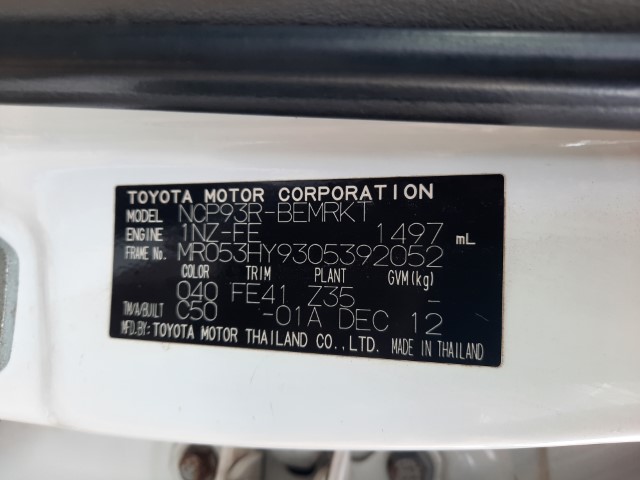 TOYOTA MOTOR CORPORATION
MODEL NCP93R-BEMRKT
ENGINE 1NZ-FE 1497 mL
FRAME No. MR053HY9305392052
COLOR TRIM PLANT GVM(kg)
040 FE41 Z35 -
TM/A/BUILT C50 -01A DEC 12
MFD.BY:TOYOTA MOTOR THAILAND CO.,LTD. MADE IN THAILAND